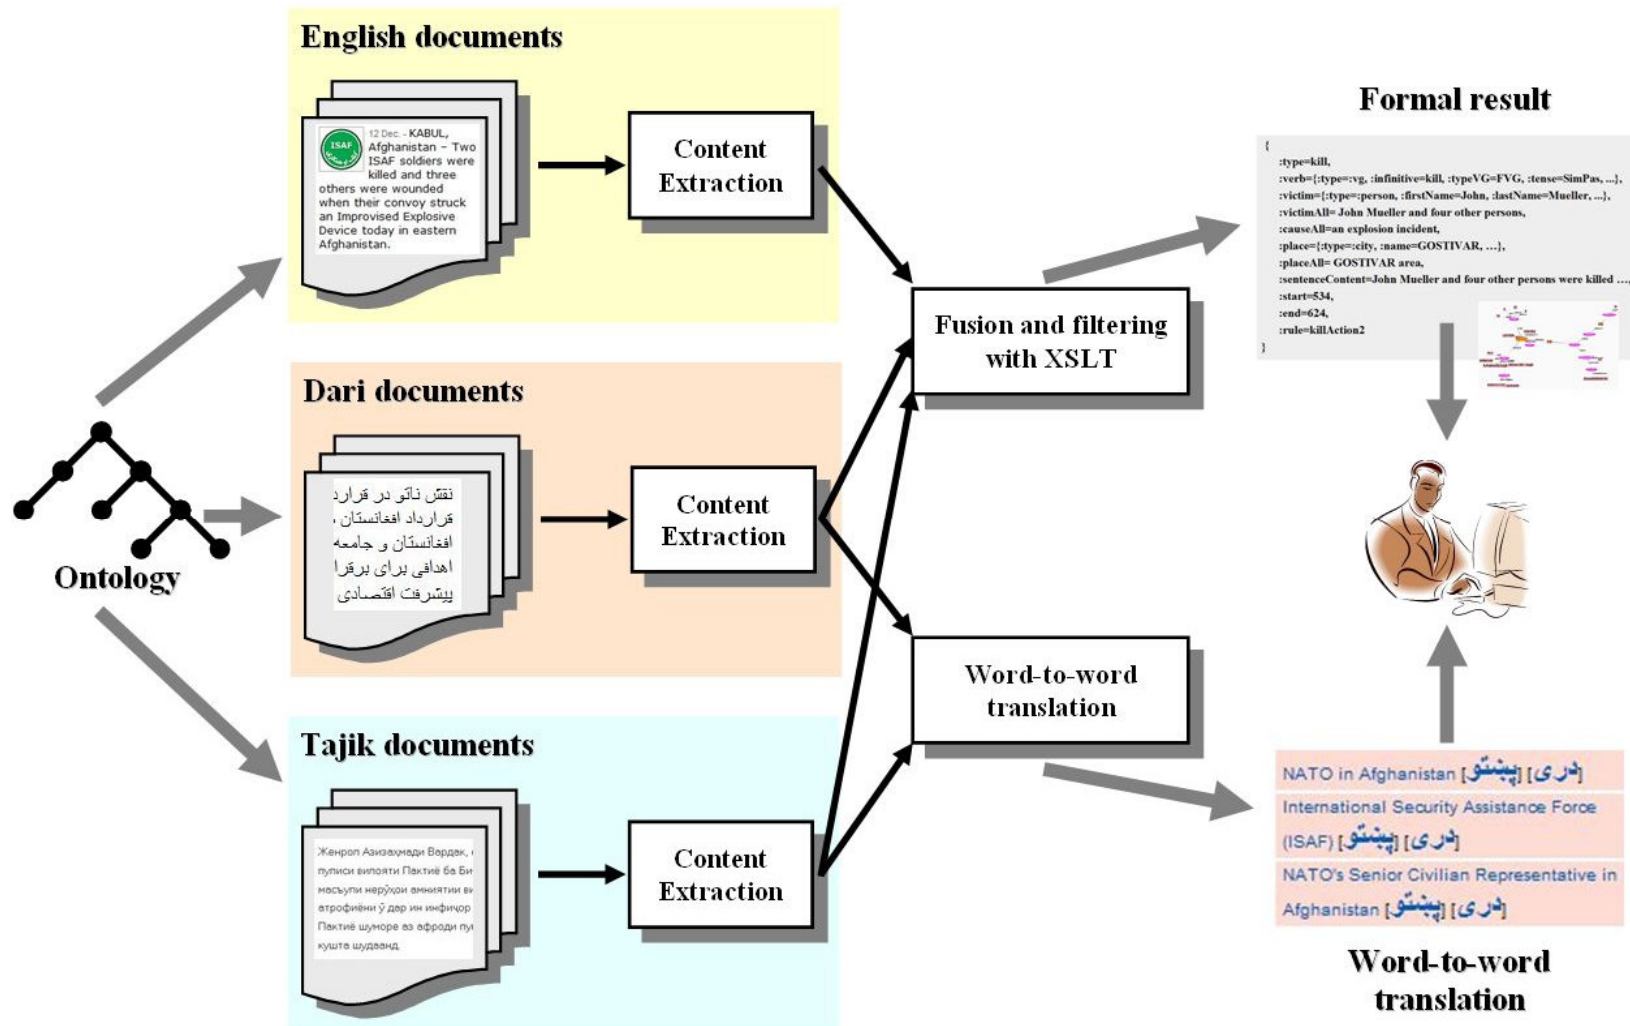 English documents
ISAF
12 Dec. - KABUL,
Afghanistan – Two
ISAF soldiers were
killed and three
others were wounded
when their convoy struck
an Improvised Explosive
Device today in eastern
Afghanistan.
Content
Extraction
Dari documents
نقش ناتو در قرارد
قرارداد افغانستان
افغانستان و جامعه
اهدافی برای برقرا
پیشرفت اقتصادی
Content
Extraction
Ontology
Tajik documents
Женрол Азизаҳмади Вардак,
пулиси вилояти Пактиё ба Би
масъули нерӯҳои амниятии ви
атрофиёни ӯ дар ин инфиҷор
Пактиё шуморе аз афроди пу
кушта шудаанд.
Content
Extraction
Fusion and filtering
with XSLT
Word-to-word
translation
Formal result
{
:type=kill,
:verb={:type=:vg, :infinitive=kill, :typeVG=FVG, :tense=SimPas, ...},
:victim={:type=:person, :firstName=John, :lastName=Mueller, ...},
:victimAll= John Mueller and four other persons,
:causeAll=an explosion incident,
:place={:type=:city, :name=GOSTIVAR, …},
:placeAll= GOSTIVAR area,
:sentenceContent=John Mueller and four other persons were killed …,
:start=534,
:end=624,
:rule=killAction2
}
NATO in Afghanistan [پښتو] [دری]
International Security Assistance Force
(ISAF) [پښتو] [دری]
NATO's Senior Civilian Representative in
Afghanistan [پښتو] [دری]
Word-to-word
translation